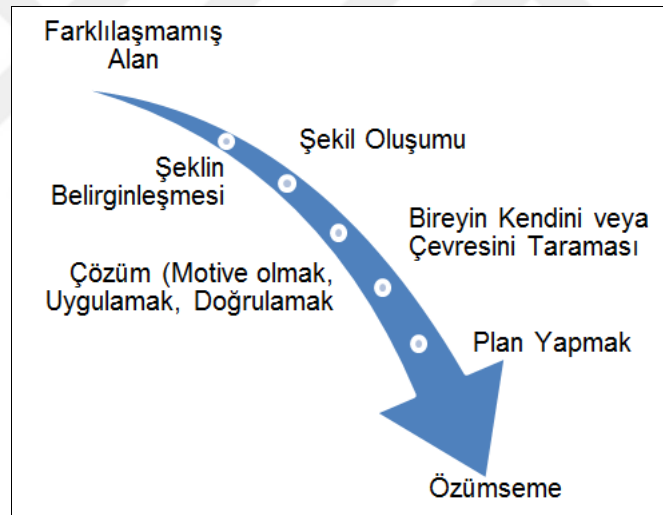 Farklılaşmamış
Alan
Şekil Oluşumu
Şeklin
Belirginleşmesi
Bireyin Kendini veya
Çevresini Taraması
Çözüm (Motive olmak,
Uygulamak, Doğrulamak
Plan Yapmak
Özümseme